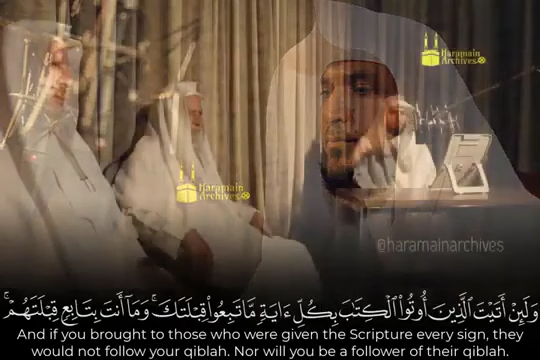 Haramain
Archives
Haramain
Archives
@haramainarchives
وَلَئِنْ أَتَيْتَ ٱلَّذِينَ أُوتُوا۟ ٱلْكِتَٰبَ بِكُلِّ ءَايَةٍ مَّا تَبِعُوا۟ قِبْلَتَكَ ۚ وَمَآ أَنتَ بِتَابِعٍ قِبْلَتَهُمْ ۚ
And if you brought to those who were given the Scripture every sign, they
would not follow your qiblah. Nor will you be a follower of their qiblah.